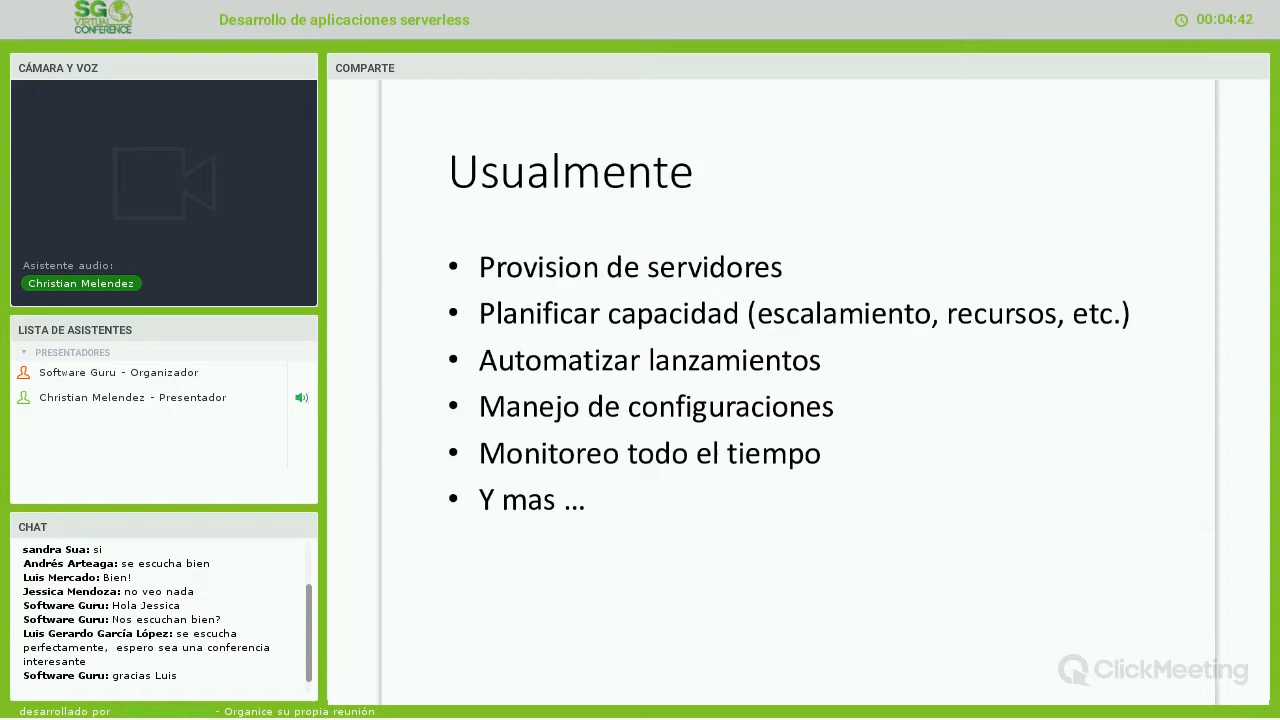 SG
VIRTUAL
CONFERENCE
Desarrollo de aplicaciones serverless
00:04:42
CÁMARA Y VOZ
Asistente audio:
Christian Melendez
LISTA DE ASISTENTES
PRESENTADORES
Software Guru - Organizador
Christian Melendez - Presentador
CHAT
sandra Sua: si
Andrés Arteaga: se escucha bien
Luis Mercado: Bien!
Jessica Mendoza: no veo nada
Software Guru: Hola Jessica
Software Guru: Nos escuchan bien?
Luis Gerardo García López: se escucha
perfectamente, espero sea una conferencia
interesante
Software Guru: gracias Luis
desarrollado por - Organice su propia reunión
COMPARTE
Usualmente
• Provision de servidores
• Planificar capacidad (escalamiento, recursos, etc.)
• Automatizar lanzamientos
• Manejo de configuraciones
• Monitoreo todo el tiempo
• Y mas ...
ClickMeeting